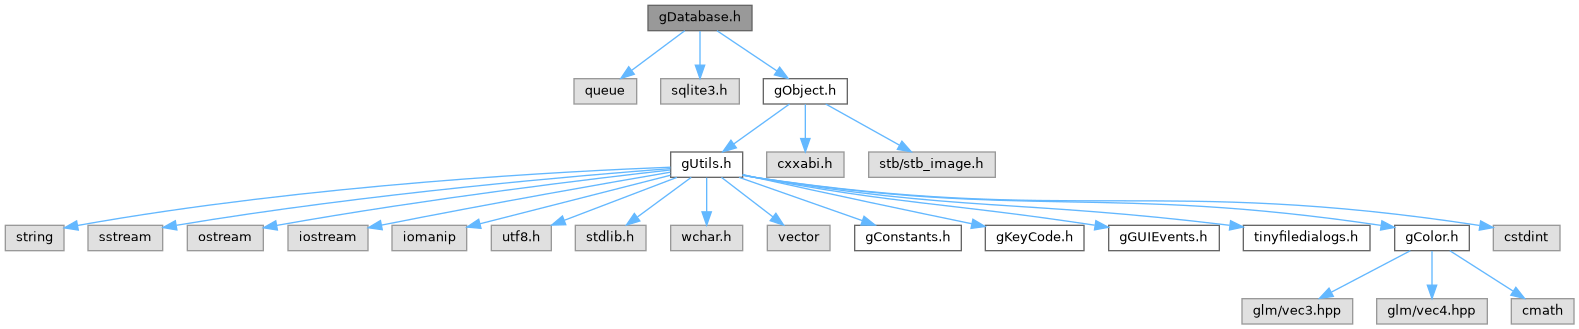 gDatabase.h
queue
sqlite3.h
gObject.h
gUtils.h
cxxabi.h
stb/stb_image.h
string
sstream
ostream
iostream
iomanip
utf8.h
stdlib.h
wchar.h
vector
gConstants.h
gKeyCode.h
gGUIEvents.h
tinyfiledialogs.h
gColor.h
cstdint
glm/vec3.hpp
glm/vec4.hpp
cmath